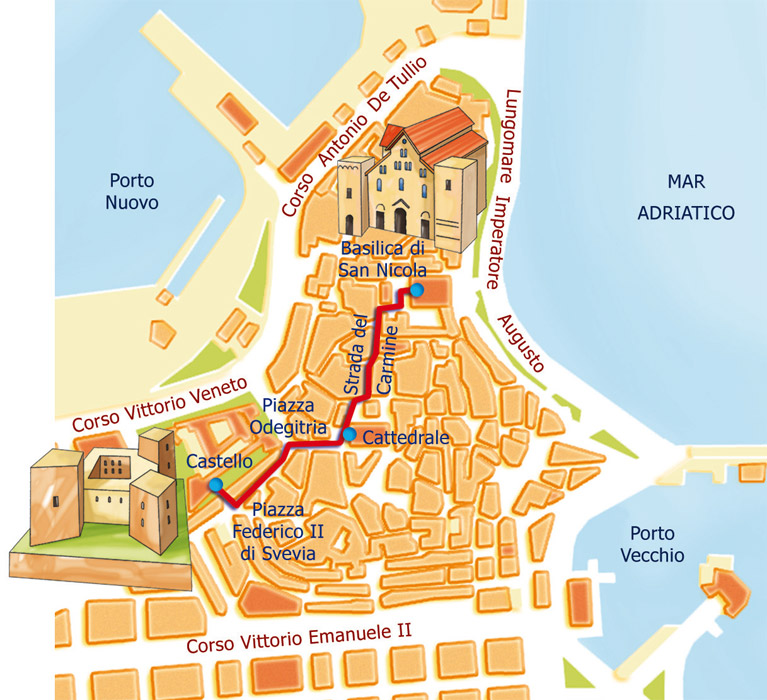 Corso Antonio De Tullio
Lungomare Imperatore Augusto
Porto
Nuovo
MAR
ADRIATICO
Basilica di
San Nicola
Strada del
Carmine
Corso Vittorio Veneto
Piazza
Odegitria
Cattedrale
Castello
Piazza
Federico II
di Svevia
Porto
Vecchio
Corso Vittorio Emanuele II